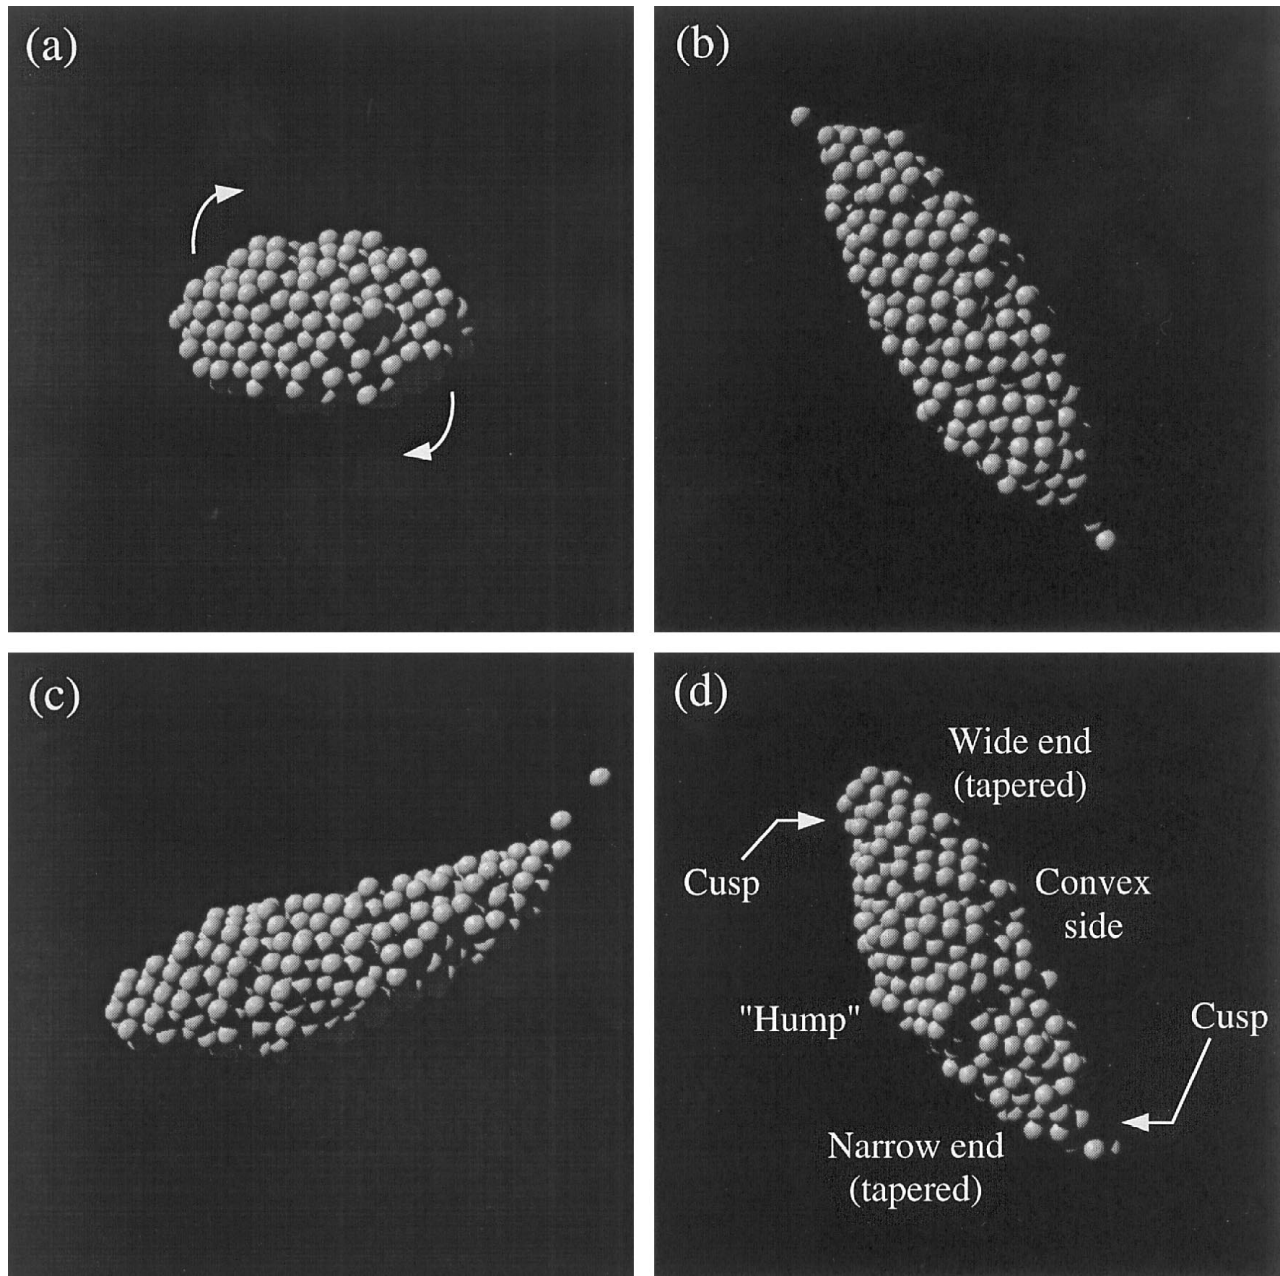 (a)
(b)
(c)
(d)
Wide end
(tapered)
Cusp
Convex
side
"Hump"
Cusp
Narrow end
(tapered)